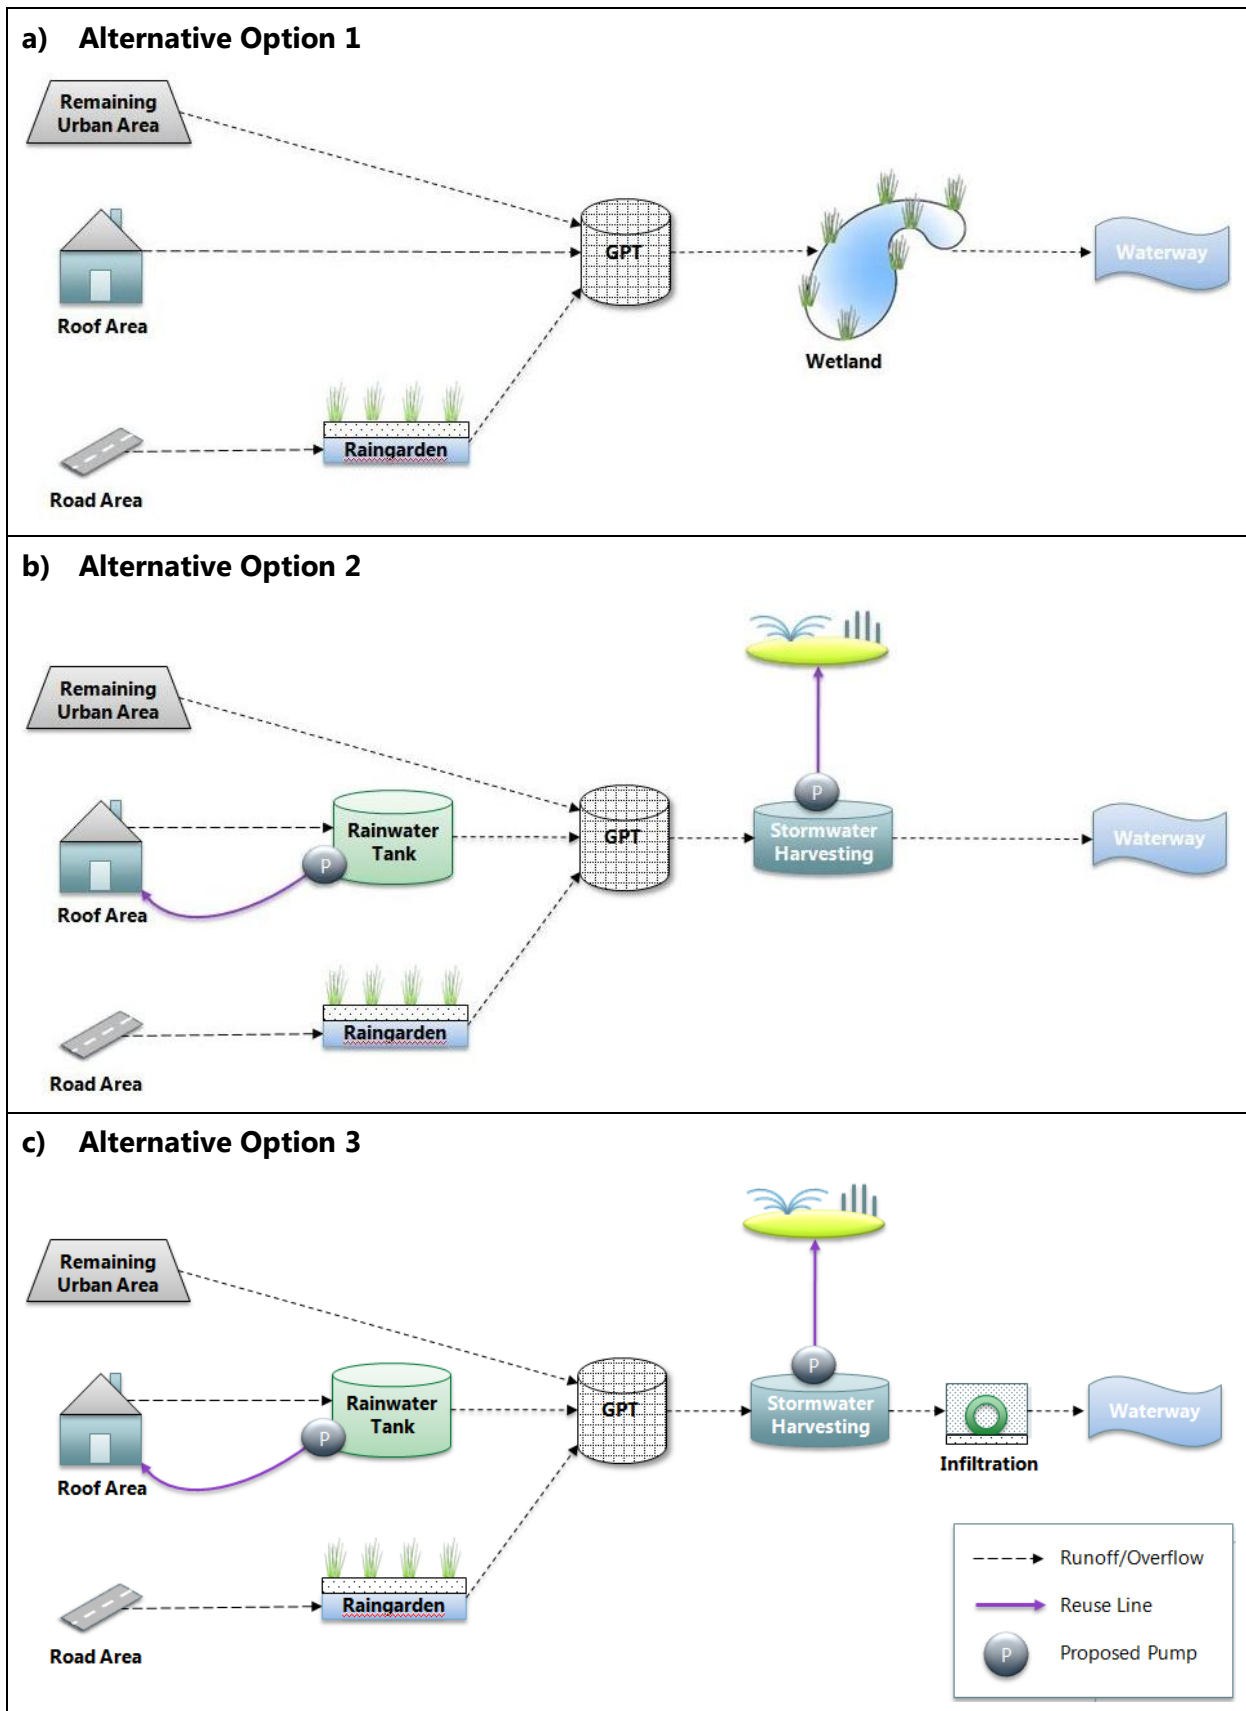 a) Alternative Option 1
Remaining
Urban Area
GPT
Waterway
Roof Area
Wetland
Raingarden
Road Area
b) Alternative Option 2
Remaining
Urban Area
P
Rainwater
Tank
P
GPT
Stormwater
Harvesting
Waterway
Roof Area
Raingarden
Road Area
c) Alternative Option 3
Remaining
Urban Area
P
Rainwater
Tank
P
GPT
Stormwater
Harvesting
Waterway
Infiltration
Roof Area
Runoff/Overflow
Raingarden
Reuse Line
Road Area
P Proposed Pump